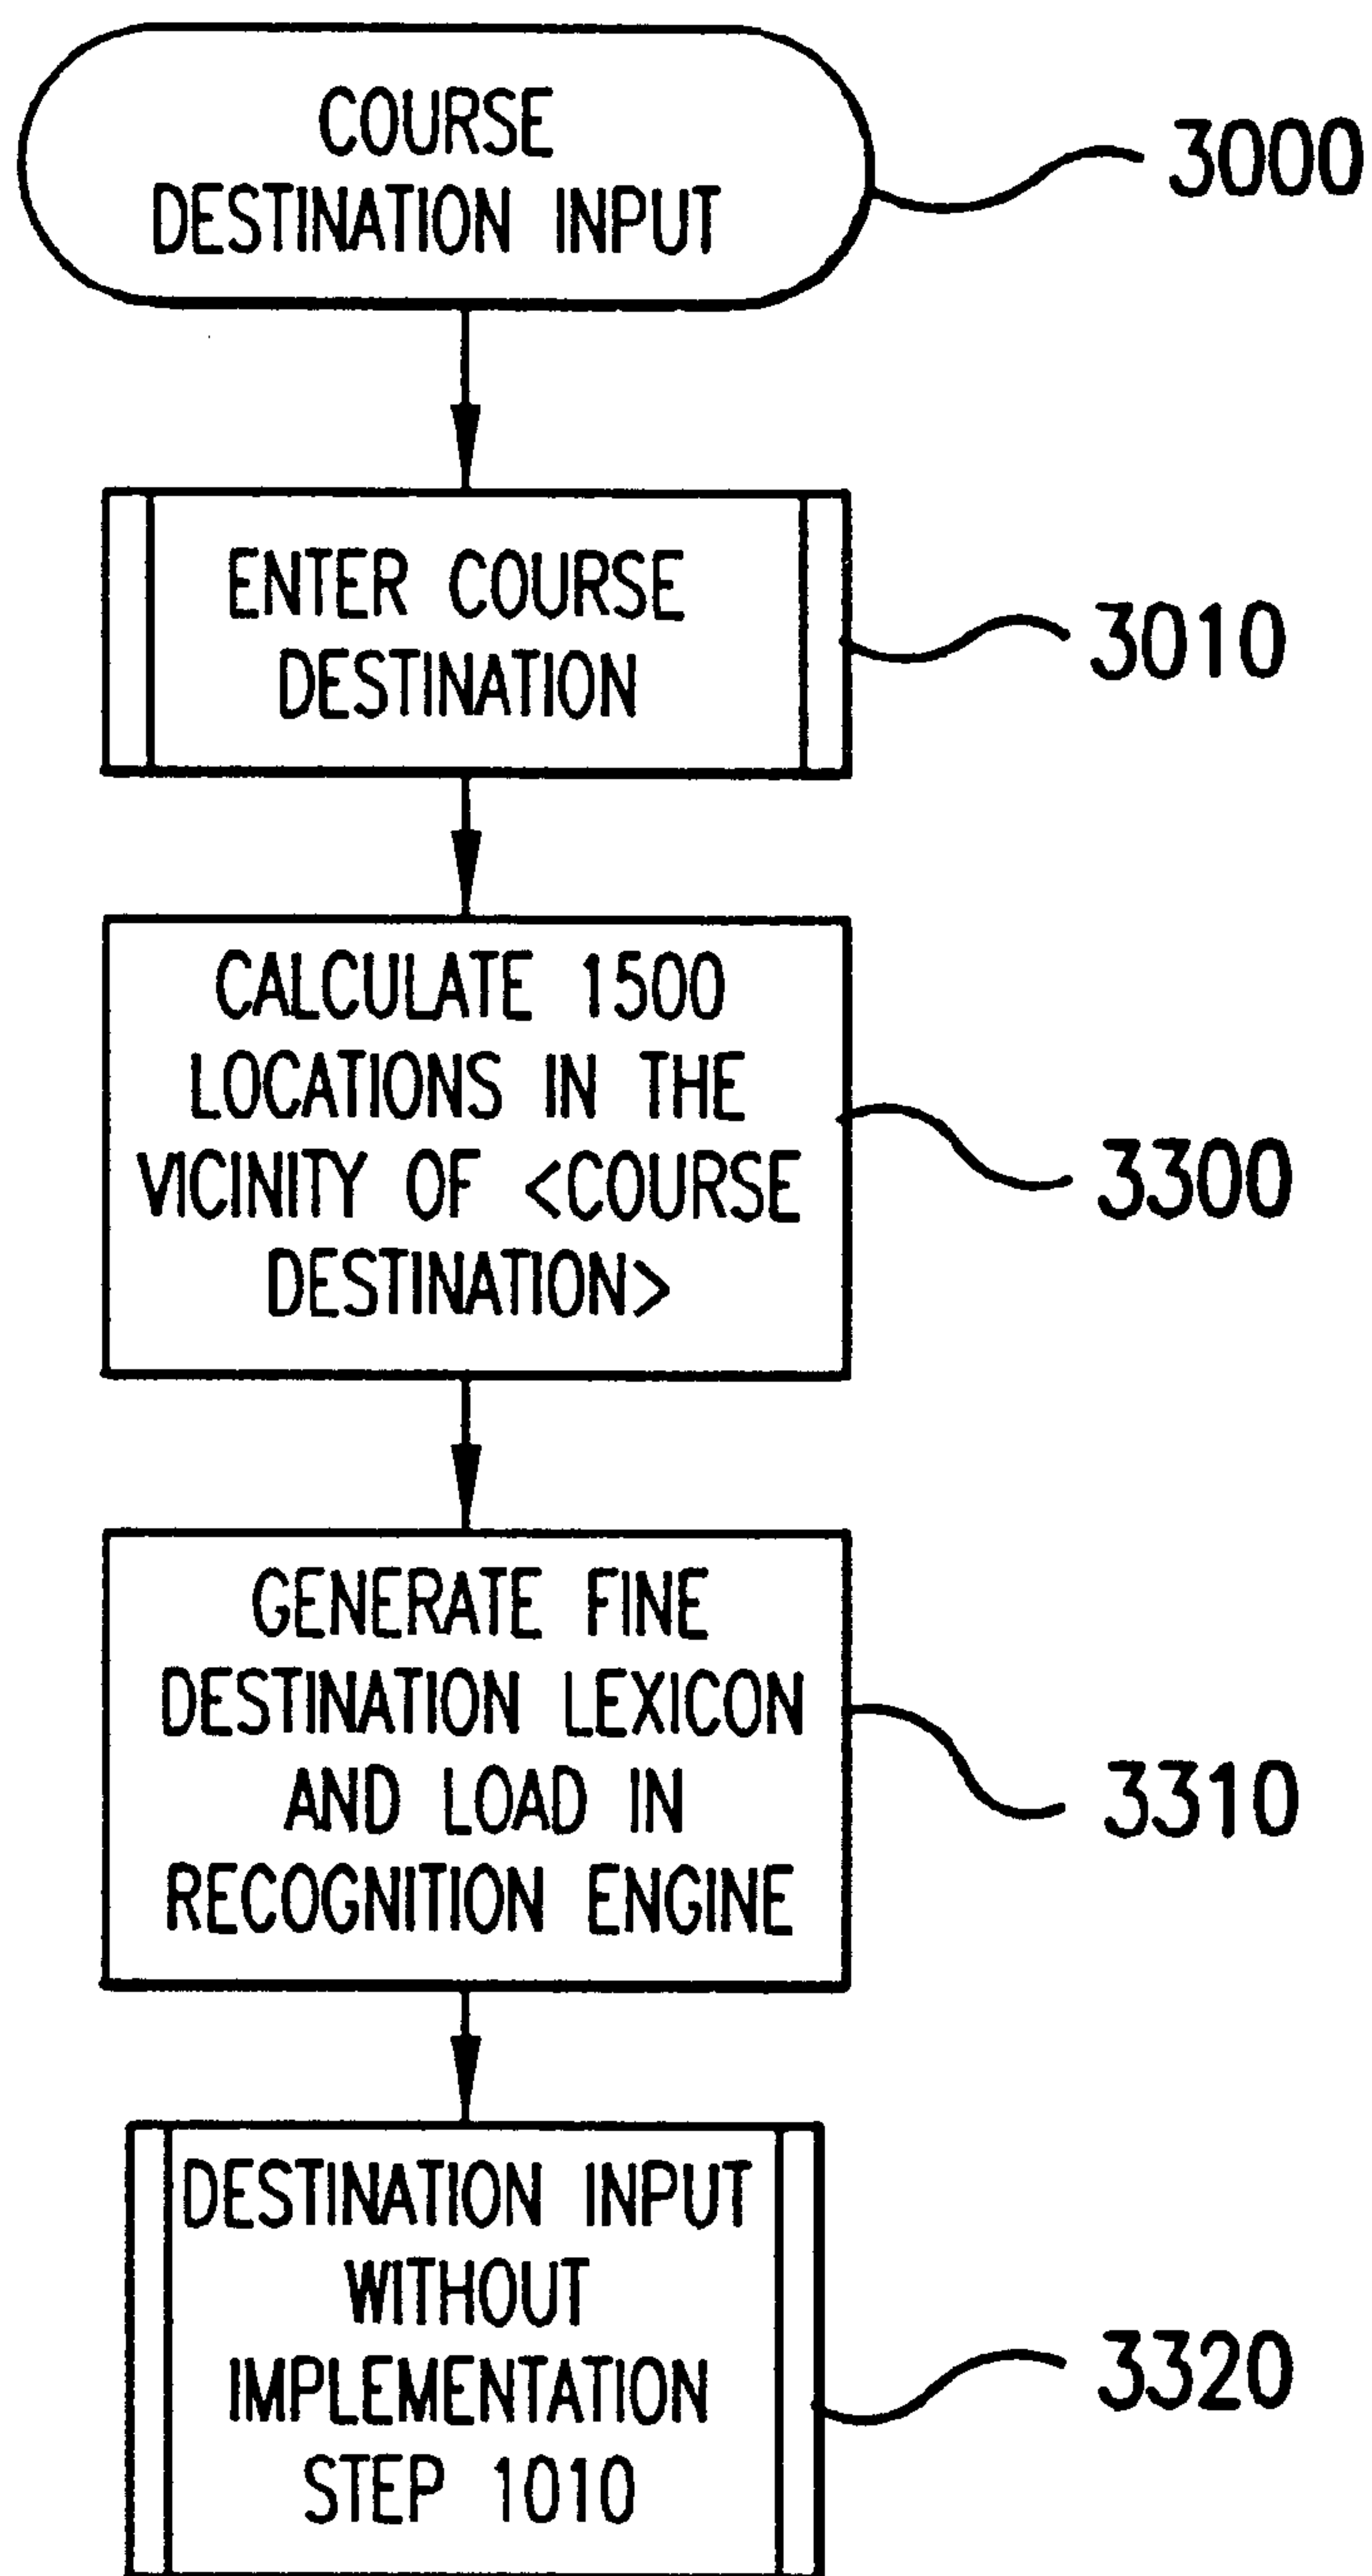 COURSE
DESTINATION INPUT
3000
ENTER COURSE
DESTINATION
3010
CALCULATE 1500
LOCATIONS IN THE
VICINITY OF <COURSE
DESTINATION>
3300
GENERATE FINE
DESTINATION LEXICON
AND LOAD IN
RECOGNITION ENGINE
3310
DESTINATION INPUT
WITHOUT
IMPLEMENTATION
STEP 1010
3320